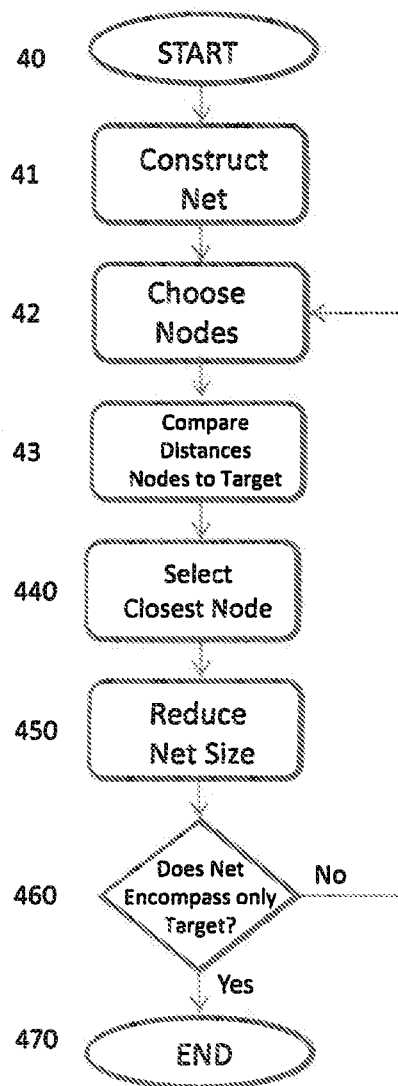 40
START
41
Construct
Net
42
Choose
Nodes
43
Compare
Distances
Nodes to Target
440
Select
Closest Node
450
Reduce
Net Size
460
Does Net
Encompass only
Target?
No
Yes
470
END